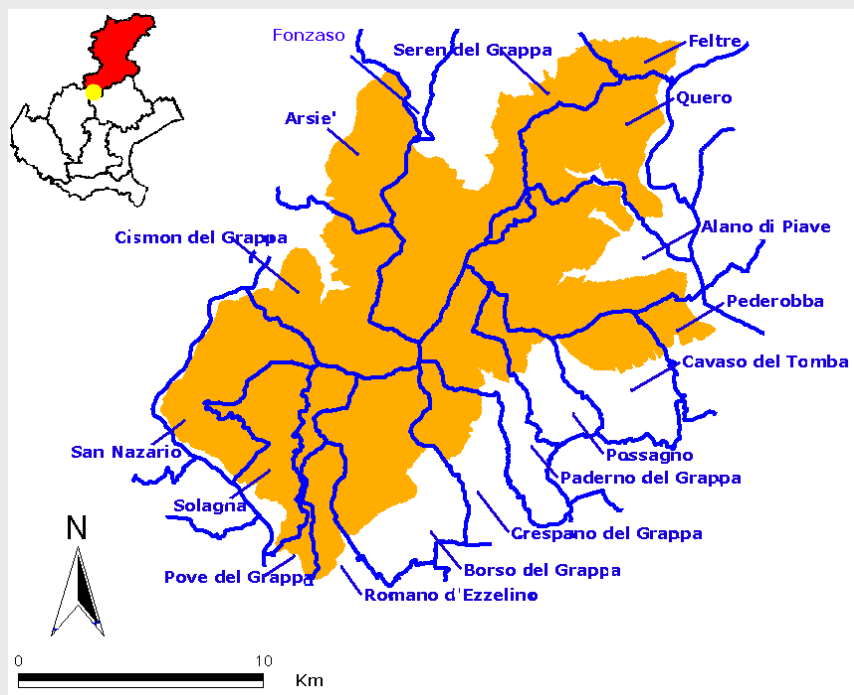 Fonzaso
Seren del Grappa
Feltre
Quero
Arsie'
Alano di Piave
Cismon del Grappa
Pederobba
Cavaso del Tomba
San Nazario
Possagno
Paderno del Grappa
Solagna
Crespano del Grappa
N
Pove del Grappa
Borso del Grappa
Romano d'Ezzelino
0 10
Km